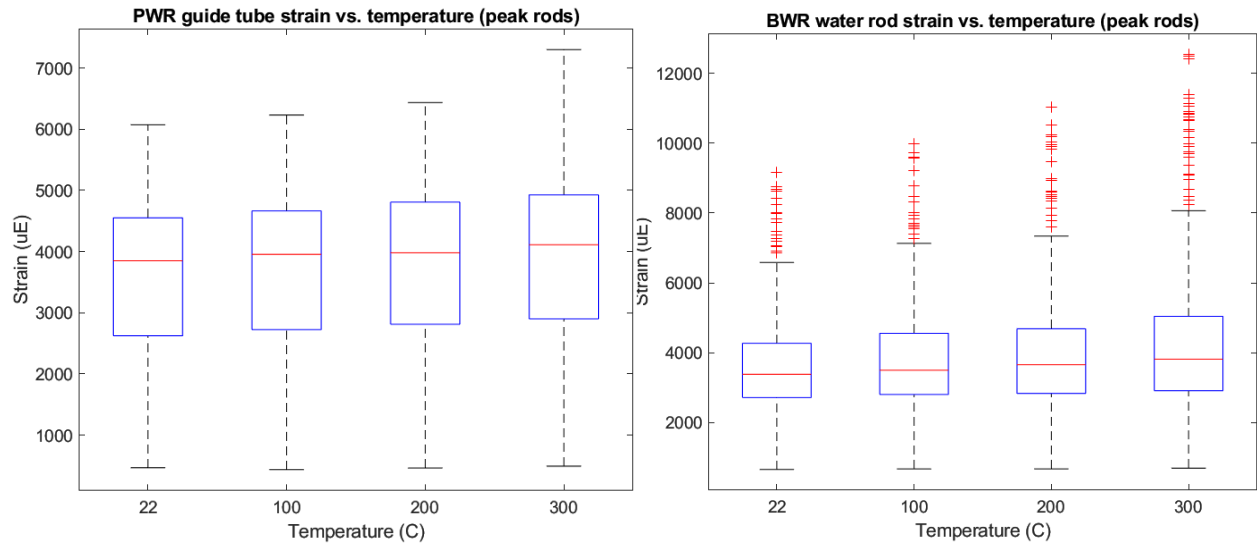 PWR guide tube strain vs. temperature (peak rods)
7000
6000
5000
4000
3000
2000
1000
Strain (uE)
22 100 200 300
Temperature (C)
BWR water rod strain vs. temperature (peak rods)
12000
10000
8000
6000
4000
2000
Strain (uE)
22 100 200 300
Temperature (C)